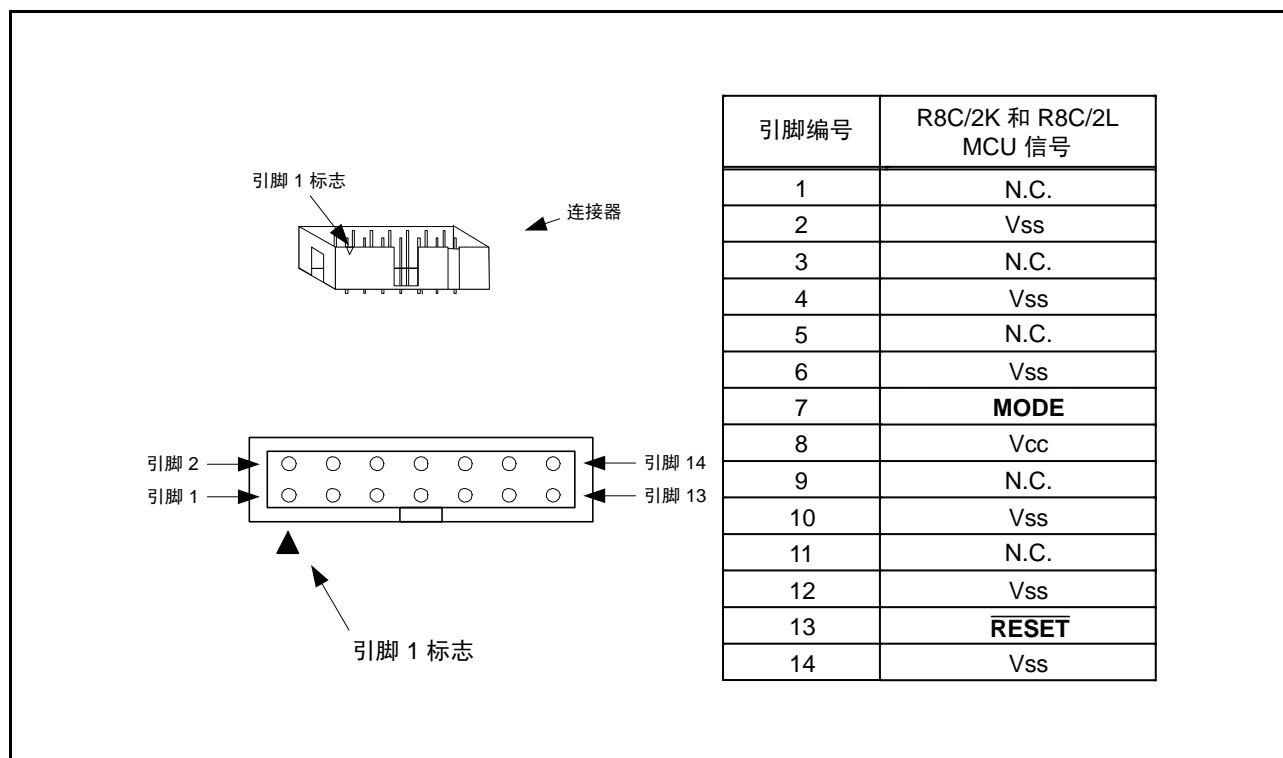 引脚 1 标志
连接器
引脚 2
引脚 14
引脚 1
引脚 13
引脚 1 标志
引脚编号 R8C/2K 和 R8C/2L
MCU 信号
1 N.C.
2 Vss
3 N.C.
4 Vss
5 N.C.
6 Vss
7 MODE
8 Vcc
9 N.C.
10 Vss
11 N.C.
12 Vss
13 RESET
14 Vss